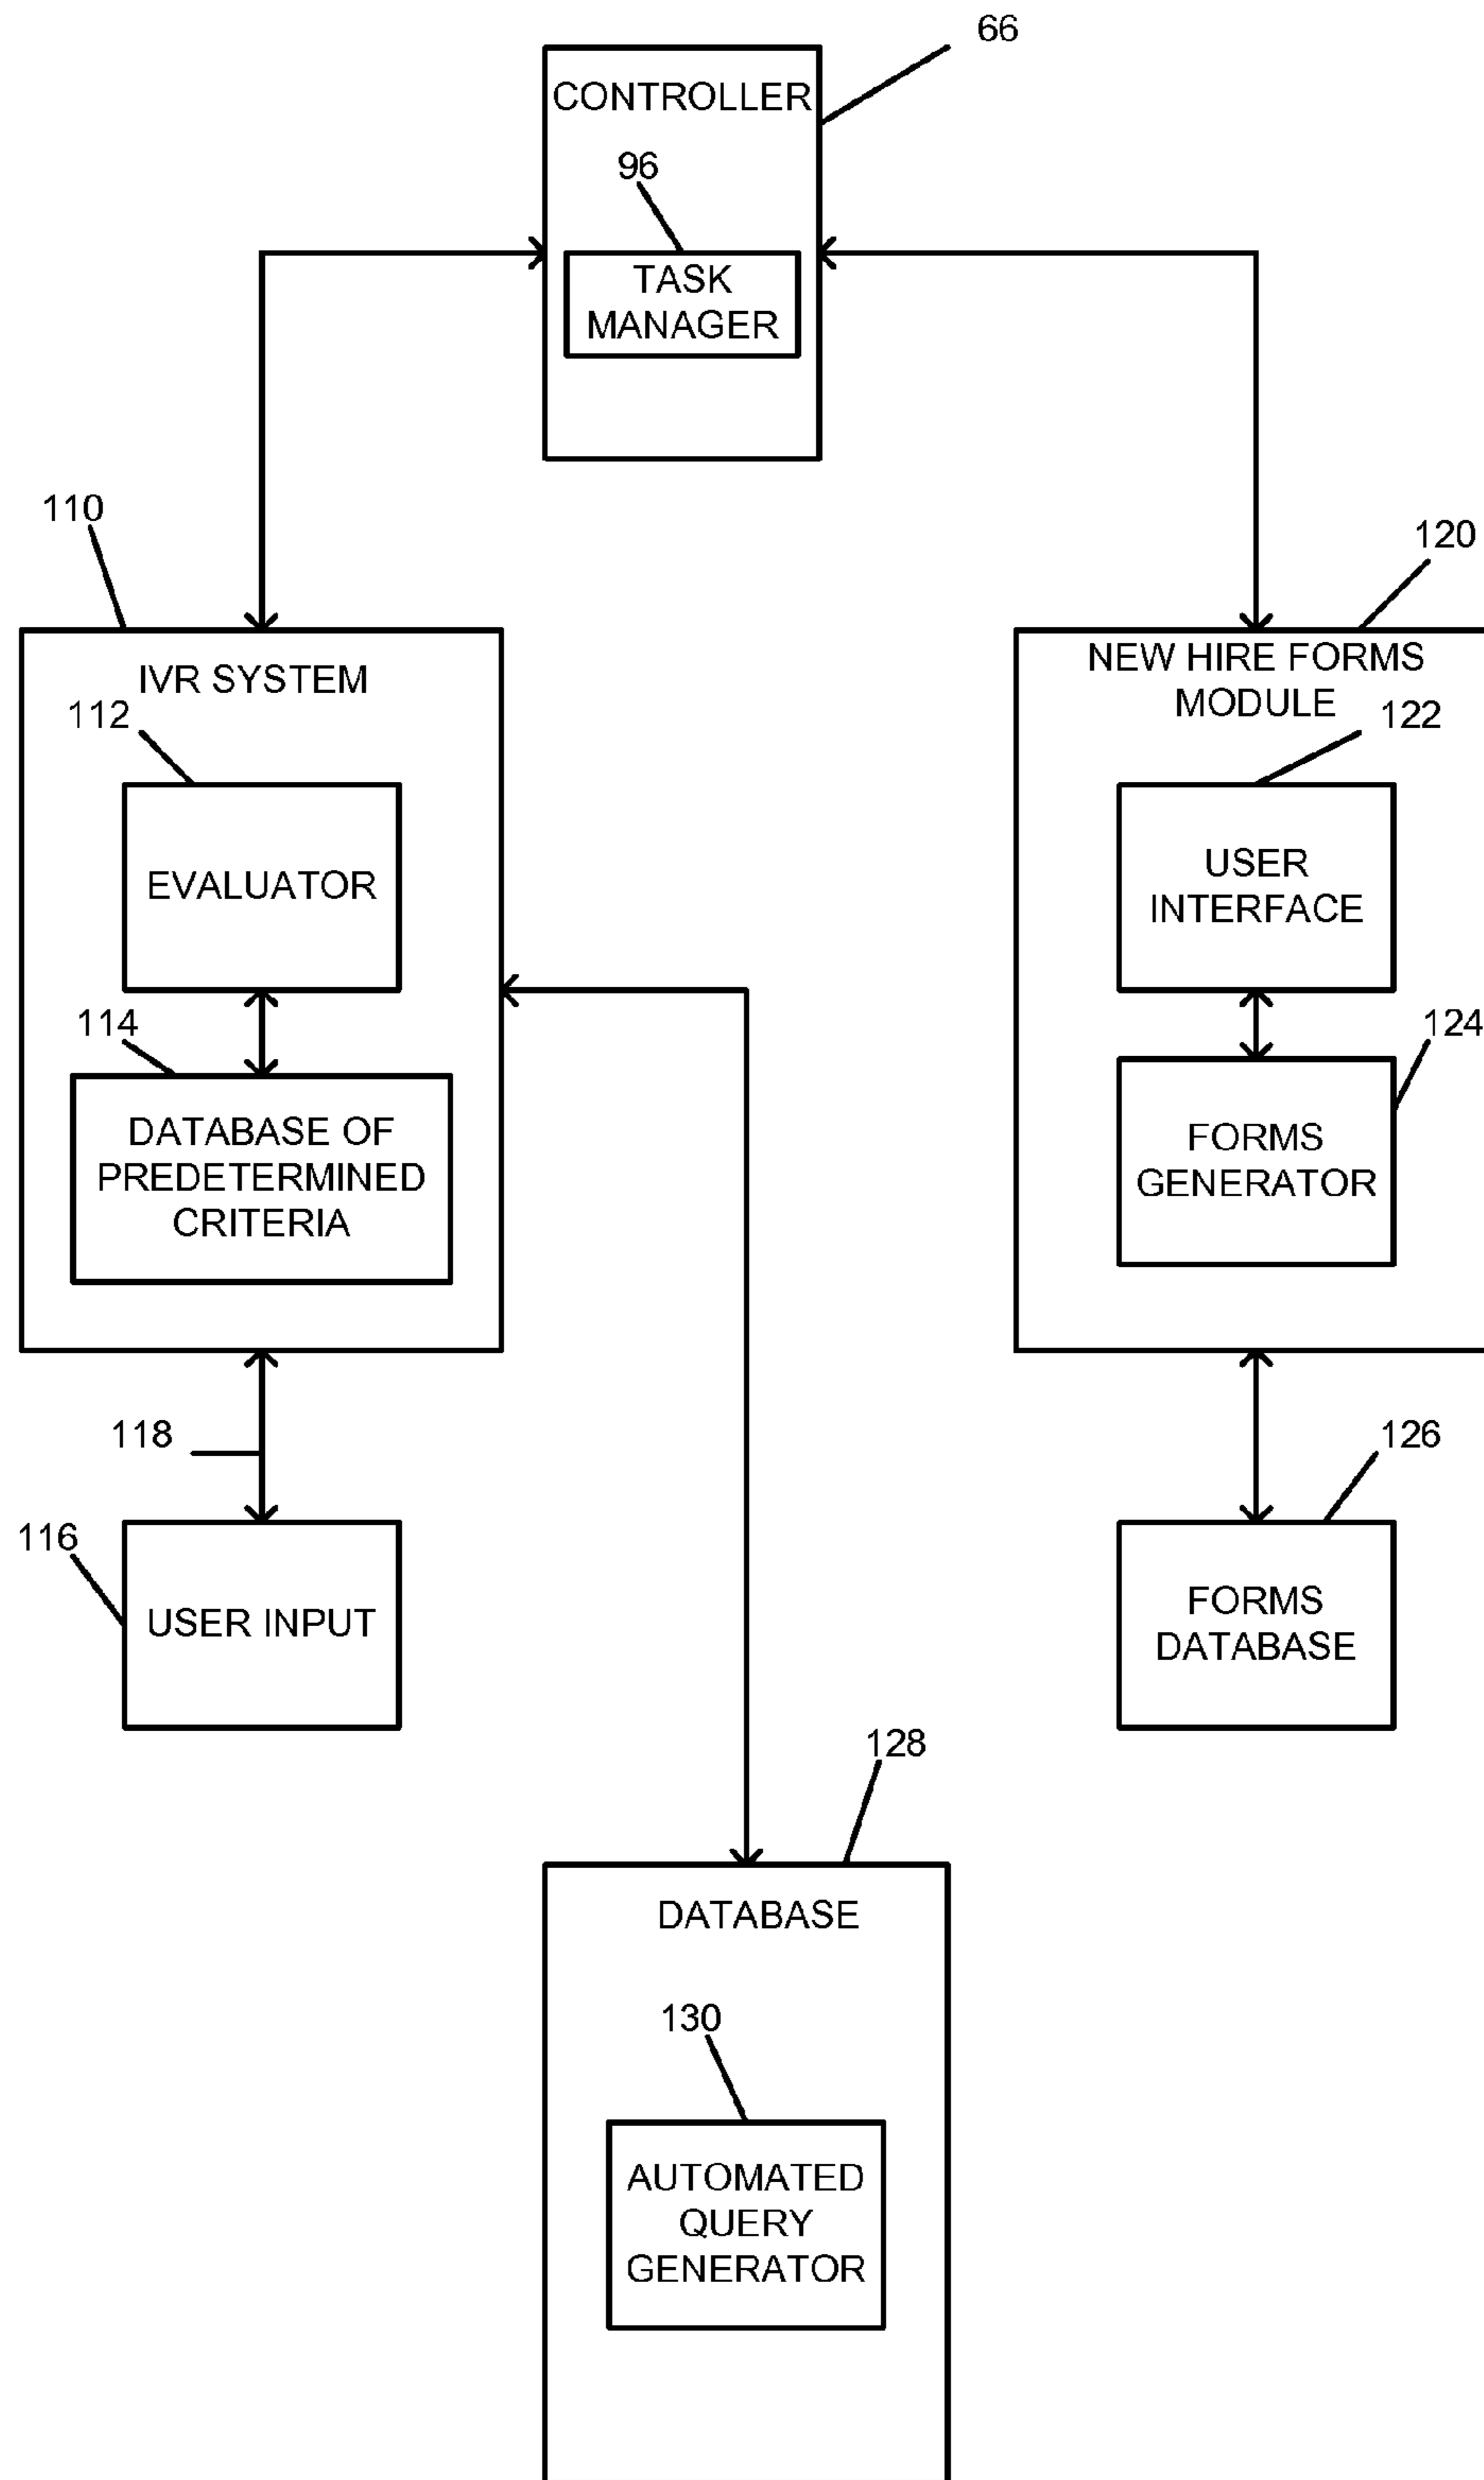 66
CONTROLLER
96
TASK
MANAGER
110
120
IVR SYSTEM
112
EVALUATOR
114
DATABASE OF
PREDETERMINED
CRITERIA
NEW HIRE FORMS
MODULE
122
USER
INTERFACE
124
FORMS
GENERATOR
118
116
USER INPUT
126
FORMS
DATABASE
128
DATABASE
130
AUTOMATED
QUERY
GENERATOR